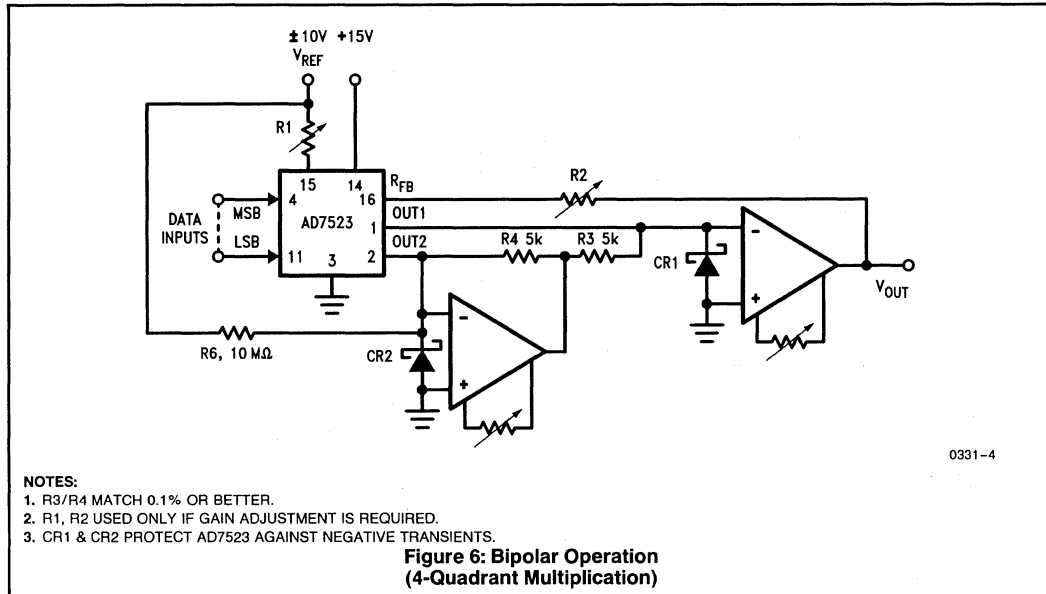 ±10V +15V
VREF
R1
15 14 RFB
4 16
MSB
R2
DATA INPUTS
AD7523
OUT1
1
LSB
OUT2
11 3 2
R4 5k R3 5k
CR1
-
+
VOUT
R6, 10 MΩ
CR2
-
+
0331-4
NOTES:
1. R3/R4 MATCH 0.1% OR BETTER.
2. R1, R2 USED ONLY IF GAIN ADJUSTMENT IS REQUIRED.
3. CR1 & CR2 PROTECT AD7523 AGAINST NEGATIVE TRANSIENTS.
Figure 6: Bipolar Operation
(4-Quadrant Multiplication)